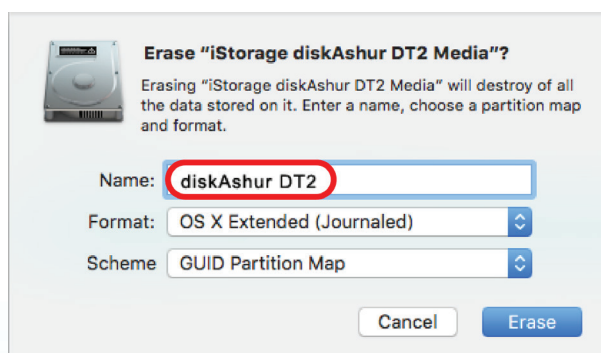 Erase “iStorage diskAshur DT2 Media”?
Erasing “iStorage diskAshur DT2 Media” will destroy of all
the data stored on it. Enter a name, choose a partition map
and format.
Name: diskAshur DT2
Format: OS X Extended (Journaled)
Scheme GUID Partition Map
Cancel Erase